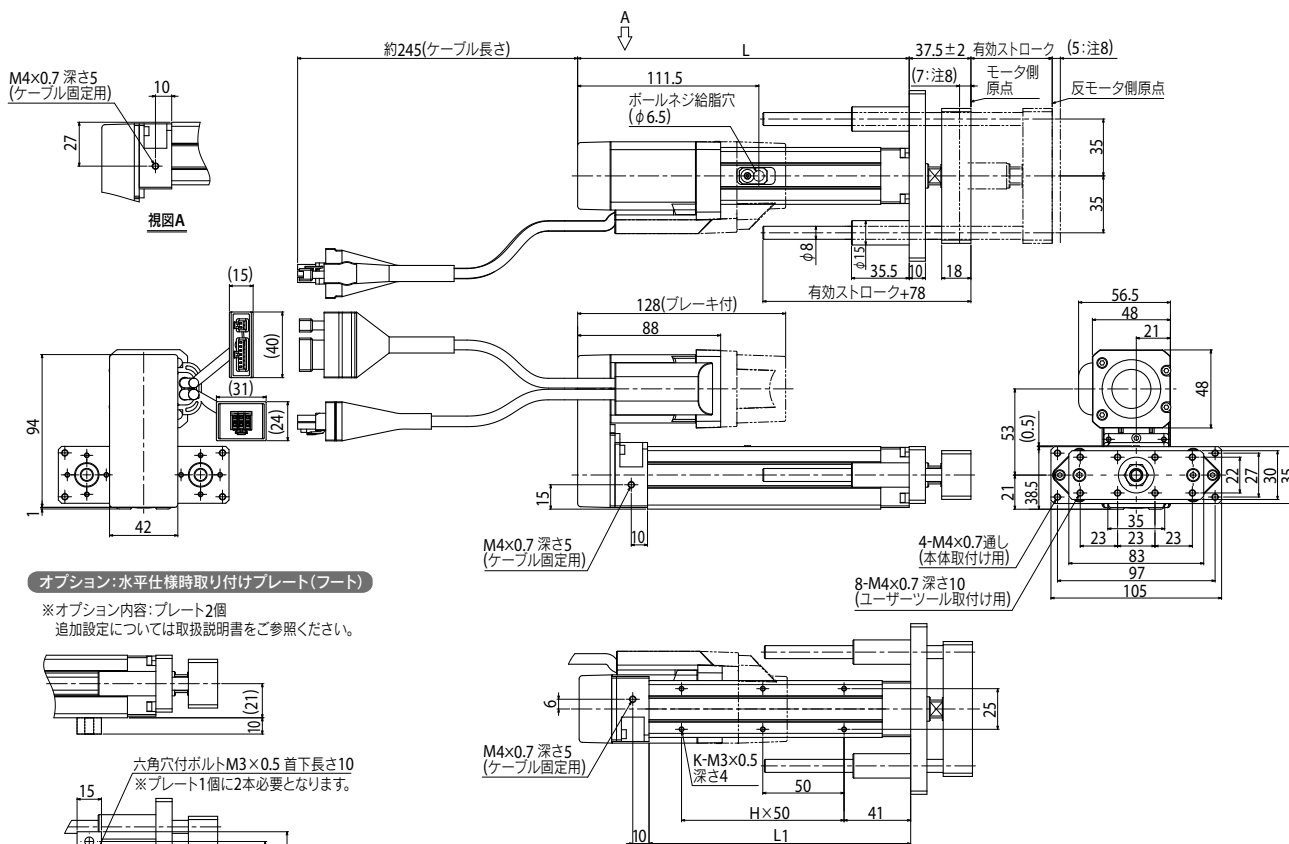 A
約245(ケーブル長さ)
L
37.5±2
有効ストローク
(5:注8)
M4×0.7 深さ5
(ケーブル固定用)
10
111.5
(7:注8)
モータ側
原点
反モータ側原点
ボールネジ給脂穴
(φ6.5)
27
視図A
35
35
φ8
φ15
35.5
10
18
有効ストローク+78
(15)
(40)
(31)
(24)
94
1
42
128(ブレーキ付)
88
15
10
M4×0.7 深さ5
(ケーブル固定用)
56.5
48
21
48
53
(0.5)
21
38.5
22
27
30
35
35
23
23
23
83
97
105
4-M4×0.7通し
(本体取付け用)
8-M4×0.7 深さ10
(ユーザーツール取付け用)
オプション:水平仕様時取り付けプレート(フート)
※オプション内容:プレート2個
追加設定については取扱説明書をご参照ください。
(21)
10
六角穴付ボルトM3×0.5 首下長さ10
※プレート1個に2本必要となります。
15
6
M4×0.7 深さ5
(ケーブル固定用)
K-M3×0.5
深さ4
25
50
H×50
41
10
L1